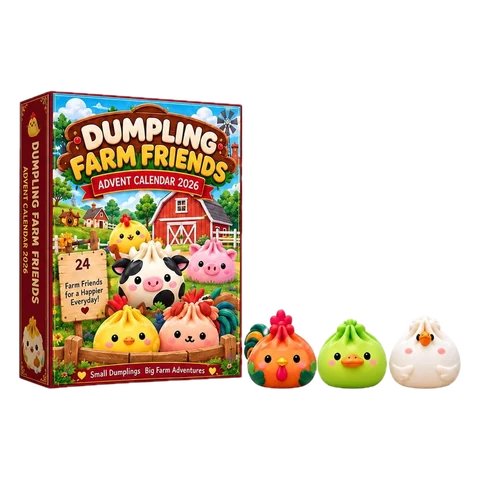 DUMPLING FARM FRIENDS
ADVENT CALENDAR 2026
DUMPLING
FARM FRIENDS
ADVENT CALENDAR 2026
24
Farm Friends
for a Happier
Everyday!
Small Dumplings Big Farm Adventures